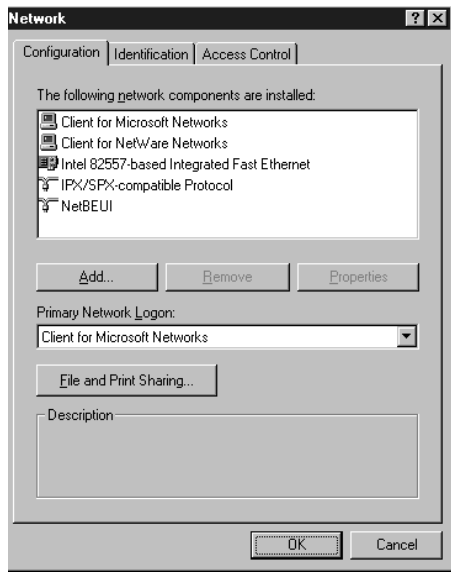 Network
Configuration Identification Access Control
The following network components are installed:
Client for Microsoft Networks
Client for NetWare Networks
Intel 82557-based Integrated Fast Ethernet
IPX/SPX-compatible Protocol
NetBEUI
Add... Remove Properties
Primary Network Logon:
Client for Microsoft Networks
File and Print Sharing...
Description
OK Cancel